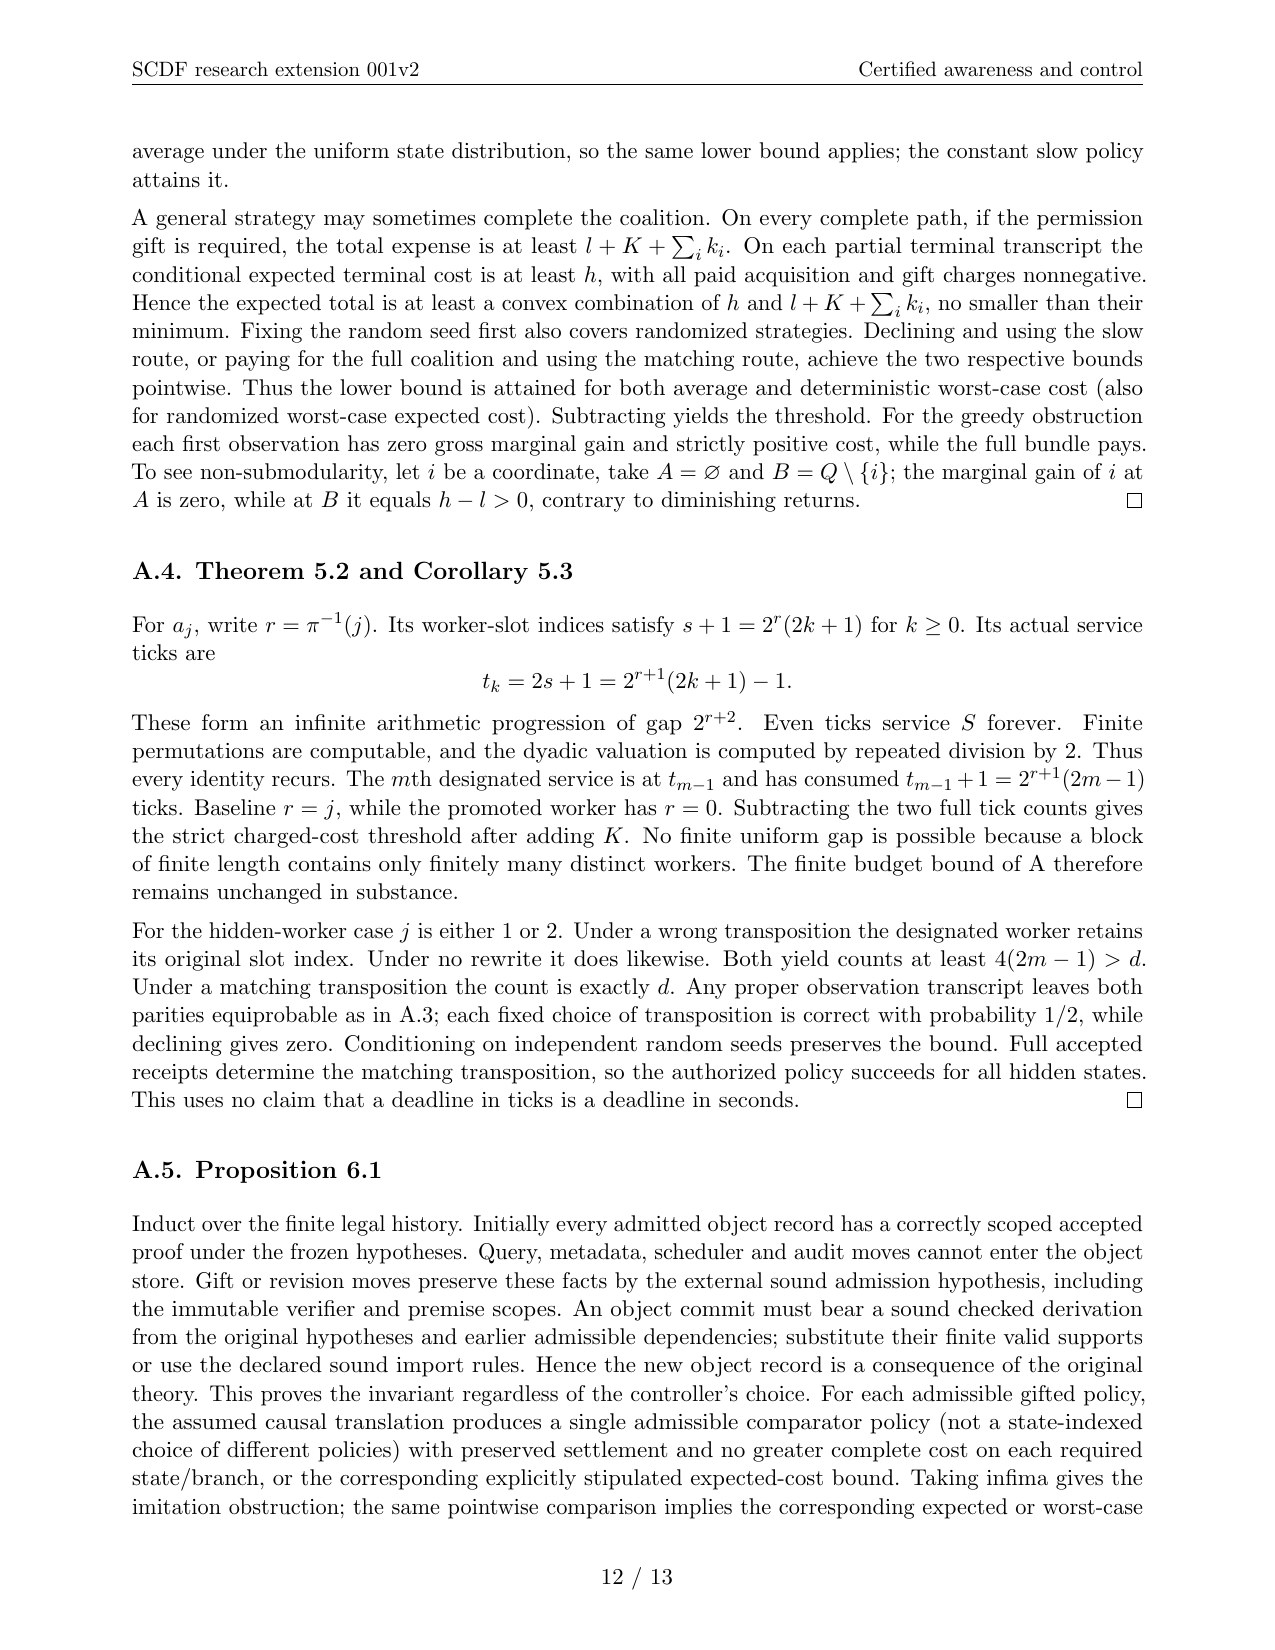 SCDF research extension 001v2 Certified awareness and control
average under the uniform state distribution, so the same lower bound applies; the constant slow policy
attains it.
A general strategy may sometimes complete the coalition. On every complete path, if the permission
gift is required, the total expense is at least l + K + ∑ᵢ kᵢ. On each partial terminal transcript the
conditional expected terminal cost is at least h, with all paid acquisition and gift charges nonnegative.
Hence the expected total is at least a convex combination of h and l + K + ∑ᵢ kᵢ, no smaller than their
minimum. Fixing the random seed first also covers randomized strategies. Declining and using the slow
route, or paying for the full coalition and using the matching route, achieve the two respective bounds
pointwise. Thus the lower bound is attained for both average and deterministic worst-case cost (also
for randomized worst-case expected cost). Subtracting yields the threshold. For the greedy obstruction
each first observation has zero gross marginal gain and strictly positive cost, while the full bundle pays.
To see non-submodularity, let i be a coordinate, take A = ∅ and B = Q \ {i}; the marginal gain of i at
A is zero, while at B it equals h − l > 0, contrary to diminishing returns. □
A.4. Theorem 5.2 and Corollary 5.3
For aⱼ, write r = π⁻¹(j). Its worker-slot indices satisfy s + 1 = 2ʳ(2k + 1) for k ≥ 0. Its actual service
ticks are
tₖ = 2s + 1 = 2ʳ⁺¹(2k + 1) − 1.
These form an infinite arithmetic progression of gap 2ʳ⁺². Even ticks service S forever. Finite
permutations are computable, and the dyadic valuation is computed by repeated division by 2. Thus
every identity recurs. The mth designated service is at tₘ₋₁ and has consumed tₘ₋₁ + 1 = 2ʳ⁺¹(2m − 1)
ticks. Baseline r = j, while the promoted worker has r = 0. Subtracting the two full tick counts gives
the strict charged-cost threshold after adding K. No finite uniform gap is possible because a block
of finite length contains only finitely many distinct workers. The finite budget bound of A therefore
remains unchanged in substance.
For the hidden-worker case j is either 1 or 2. Under a wrong transposition the designated worker retains
its original slot index. Under no rewrite it does likewise. Both yield counts at least 4(2m − 1) > d.
Under a matching transposition the count is exactly d. Any proper observation transcript leaves both
parities equiprobable as in A.3; each fixed choice of transposition is correct with probability 1/2, while
declining gives zero. Conditioning on independent random seeds preserves the bound. Full accepted
receipts determine the matching transposition, so the authorized policy succeeds for all hidden states.
This uses no claim that a deadline in ticks is a deadline in seconds. □
A.5. Proposition 6.1
Induct over the finite legal history. Initially every admitted object record has a correctly scoped accepted
proof under the frozen hypotheses. Query, metadata, scheduler and audit moves cannot enter the object
store. Gift or revision moves preserve these facts by the external sound admission hypothesis, including
the immutable verifier and premise scopes. An object commit must bear a sound checked derivation
from the original hypotheses and earlier admissible dependencies; substitute their finite valid supports
or use the declared sound import rules. Hence the new object record is a consequence of the original
theory. This proves the invariant regardless of the controller's choice. For each admissible gifted policy,
the assumed causal translation produces a single admissible comparator policy (not a state-indexed
choice of different policies) with preserved settlement and no greater complete cost on each required
state/branch, or the corresponding explicitly stipulated expected-cost bound. Taking infima gives the
imitation obstruction; the same pointwise comparison implies the corresponding expected or worst-case
12 / 13